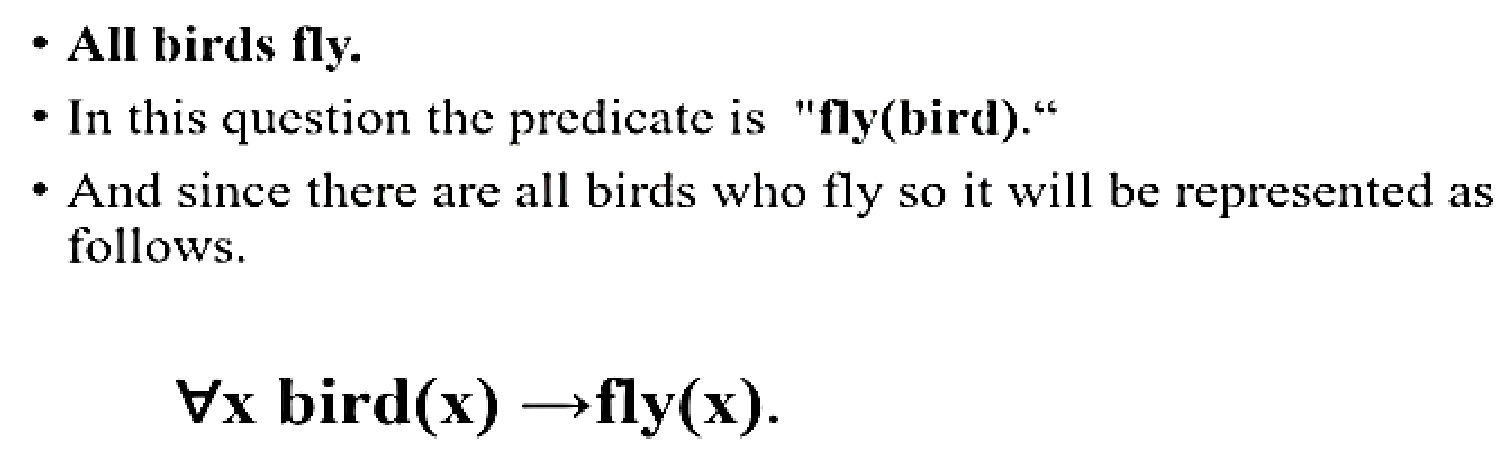 • All birds fly.
• In this question the predicate is "fly(bird).“
• And since there are all birds who fly so it will be represented as
follows.
∀x bird(x) →fly(x).